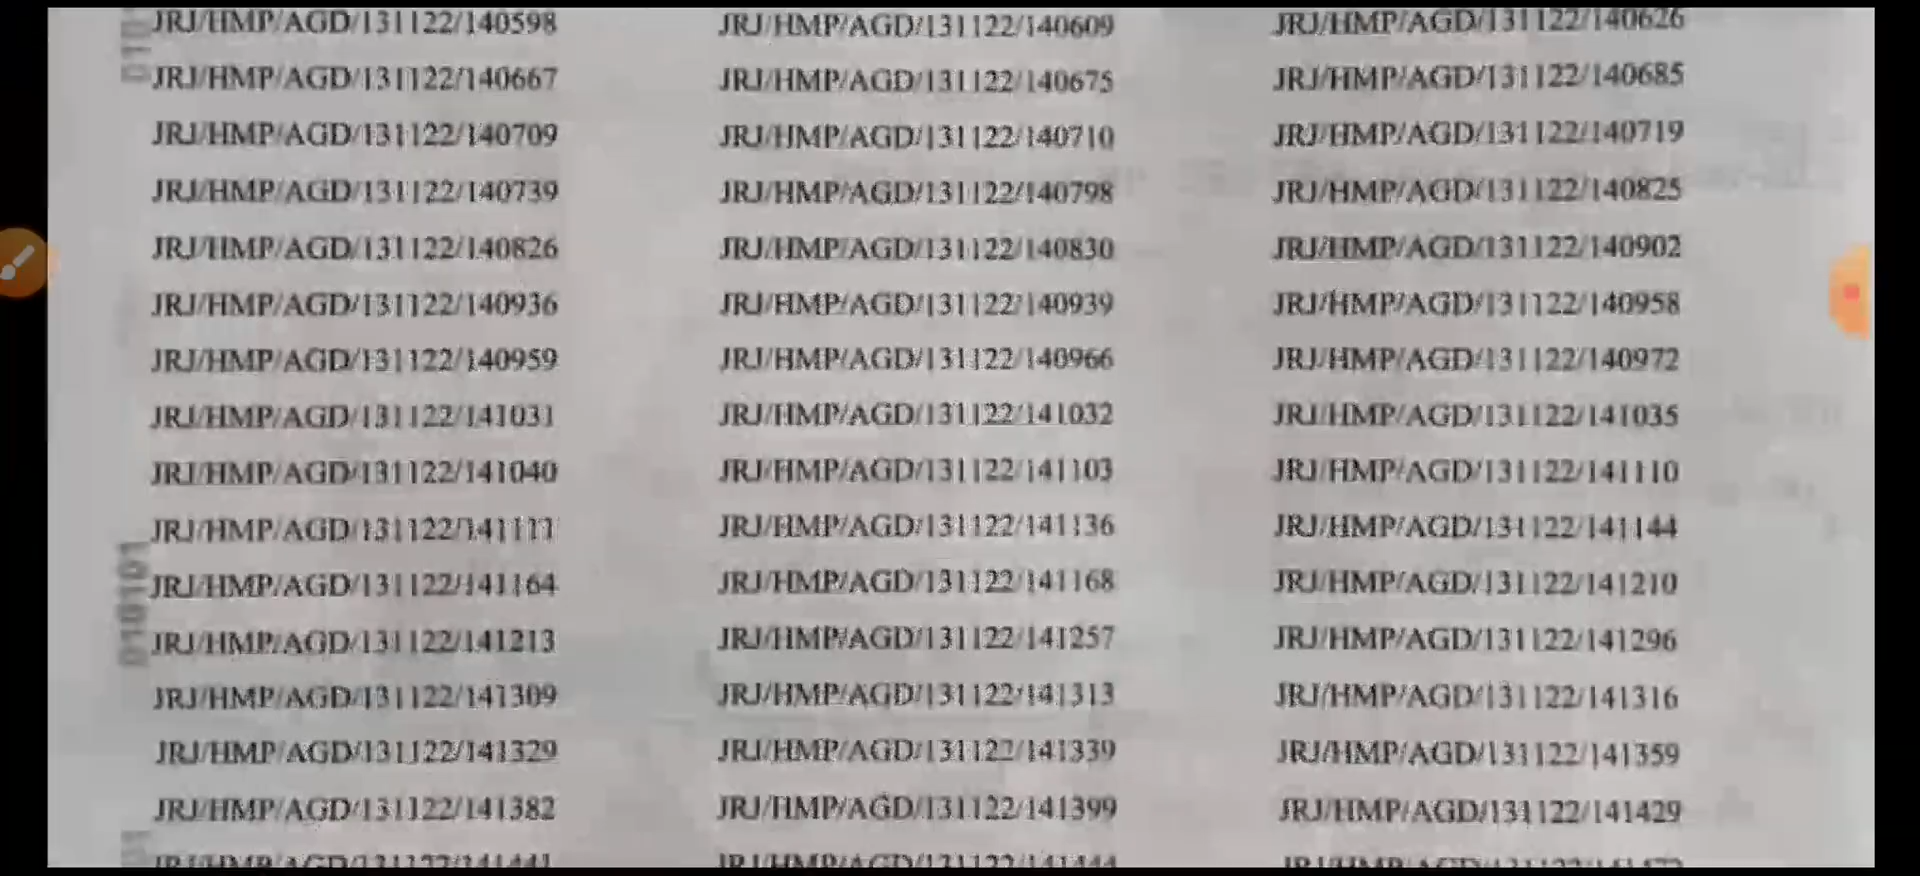 JRJ/HMP/AGD/131122/140598 JRJ/HMP/AGD/131122/140609 JRJ/HMP/AGD/131122/140626
JRJ/HMP/AGD/131122/140667 JRJ/HMP/AGD/131122/140675 JRJ/HMP/AGD/131122/140685
JRJ/HMP/AGD/131122/140709 JRJ/HMP/AGD/131122/140710 JRJ/HMP/AGD/131122/140719
JRJ/HMP/AGD/131122/140739 JRJ/HMP/AGD/131122/140798 JRJ/HMP/AGD/131122/140825
JRJ/HMP/AGD/131122/140826 JRJ/HMP/AGD/131122/140830 JRJ/HMP/AGD/131122/140902
JRJ/HMP/AGD/131122/140936 JRJ/HMP/AGD/131122/140939 JRJ/HMP/AGD/131122/140958
JRJ/HMP/AGD/131122/140959 JRJ/HMP/AGD/131122/140966 JRJ/HMP/AGD/131122/140972
JRJ/HMP/AGD/131122/141031 JRJ/HMP/AGD/131122/141032 JRJ/HMP/AGD/131122/141035
JRJ/HMP/AGD/131122/141040 JRJ/HMP/AGD/131122/141103 JRJ/HMP/AGD/131122/141110
JRJ/HMP/AGD/131122/141111 JRJ/HMP/AGD/131122/141136 JRJ/HMP/AGD/131122/141144
JRJ/HMP/AGD/131122/141164 JRJ/HMP/AGD/131122/141168 JRJ/HMP/AGD/131122/141210
JRJ/HMP/AGD/131122/141213 JRJ/HMP/AGD/131122/141257 JRJ/HMP/AGD/131122/141296
JRJ/HMP/AGD/131122/141309 JRJ/HMP/AGD/131122/141313 JRJ/HMP/AGD/131122/141316
JRJ/HMP/AGD/131122/141329 JRJ/HMP/AGD/131122/141339 JRJ/HMP/AGD/131122/141359
JRJ/HMP/AGD/131122/141382 JRJ/HMP/AGD/131122/141399 JRJ/HMP/AGD/131122/141429